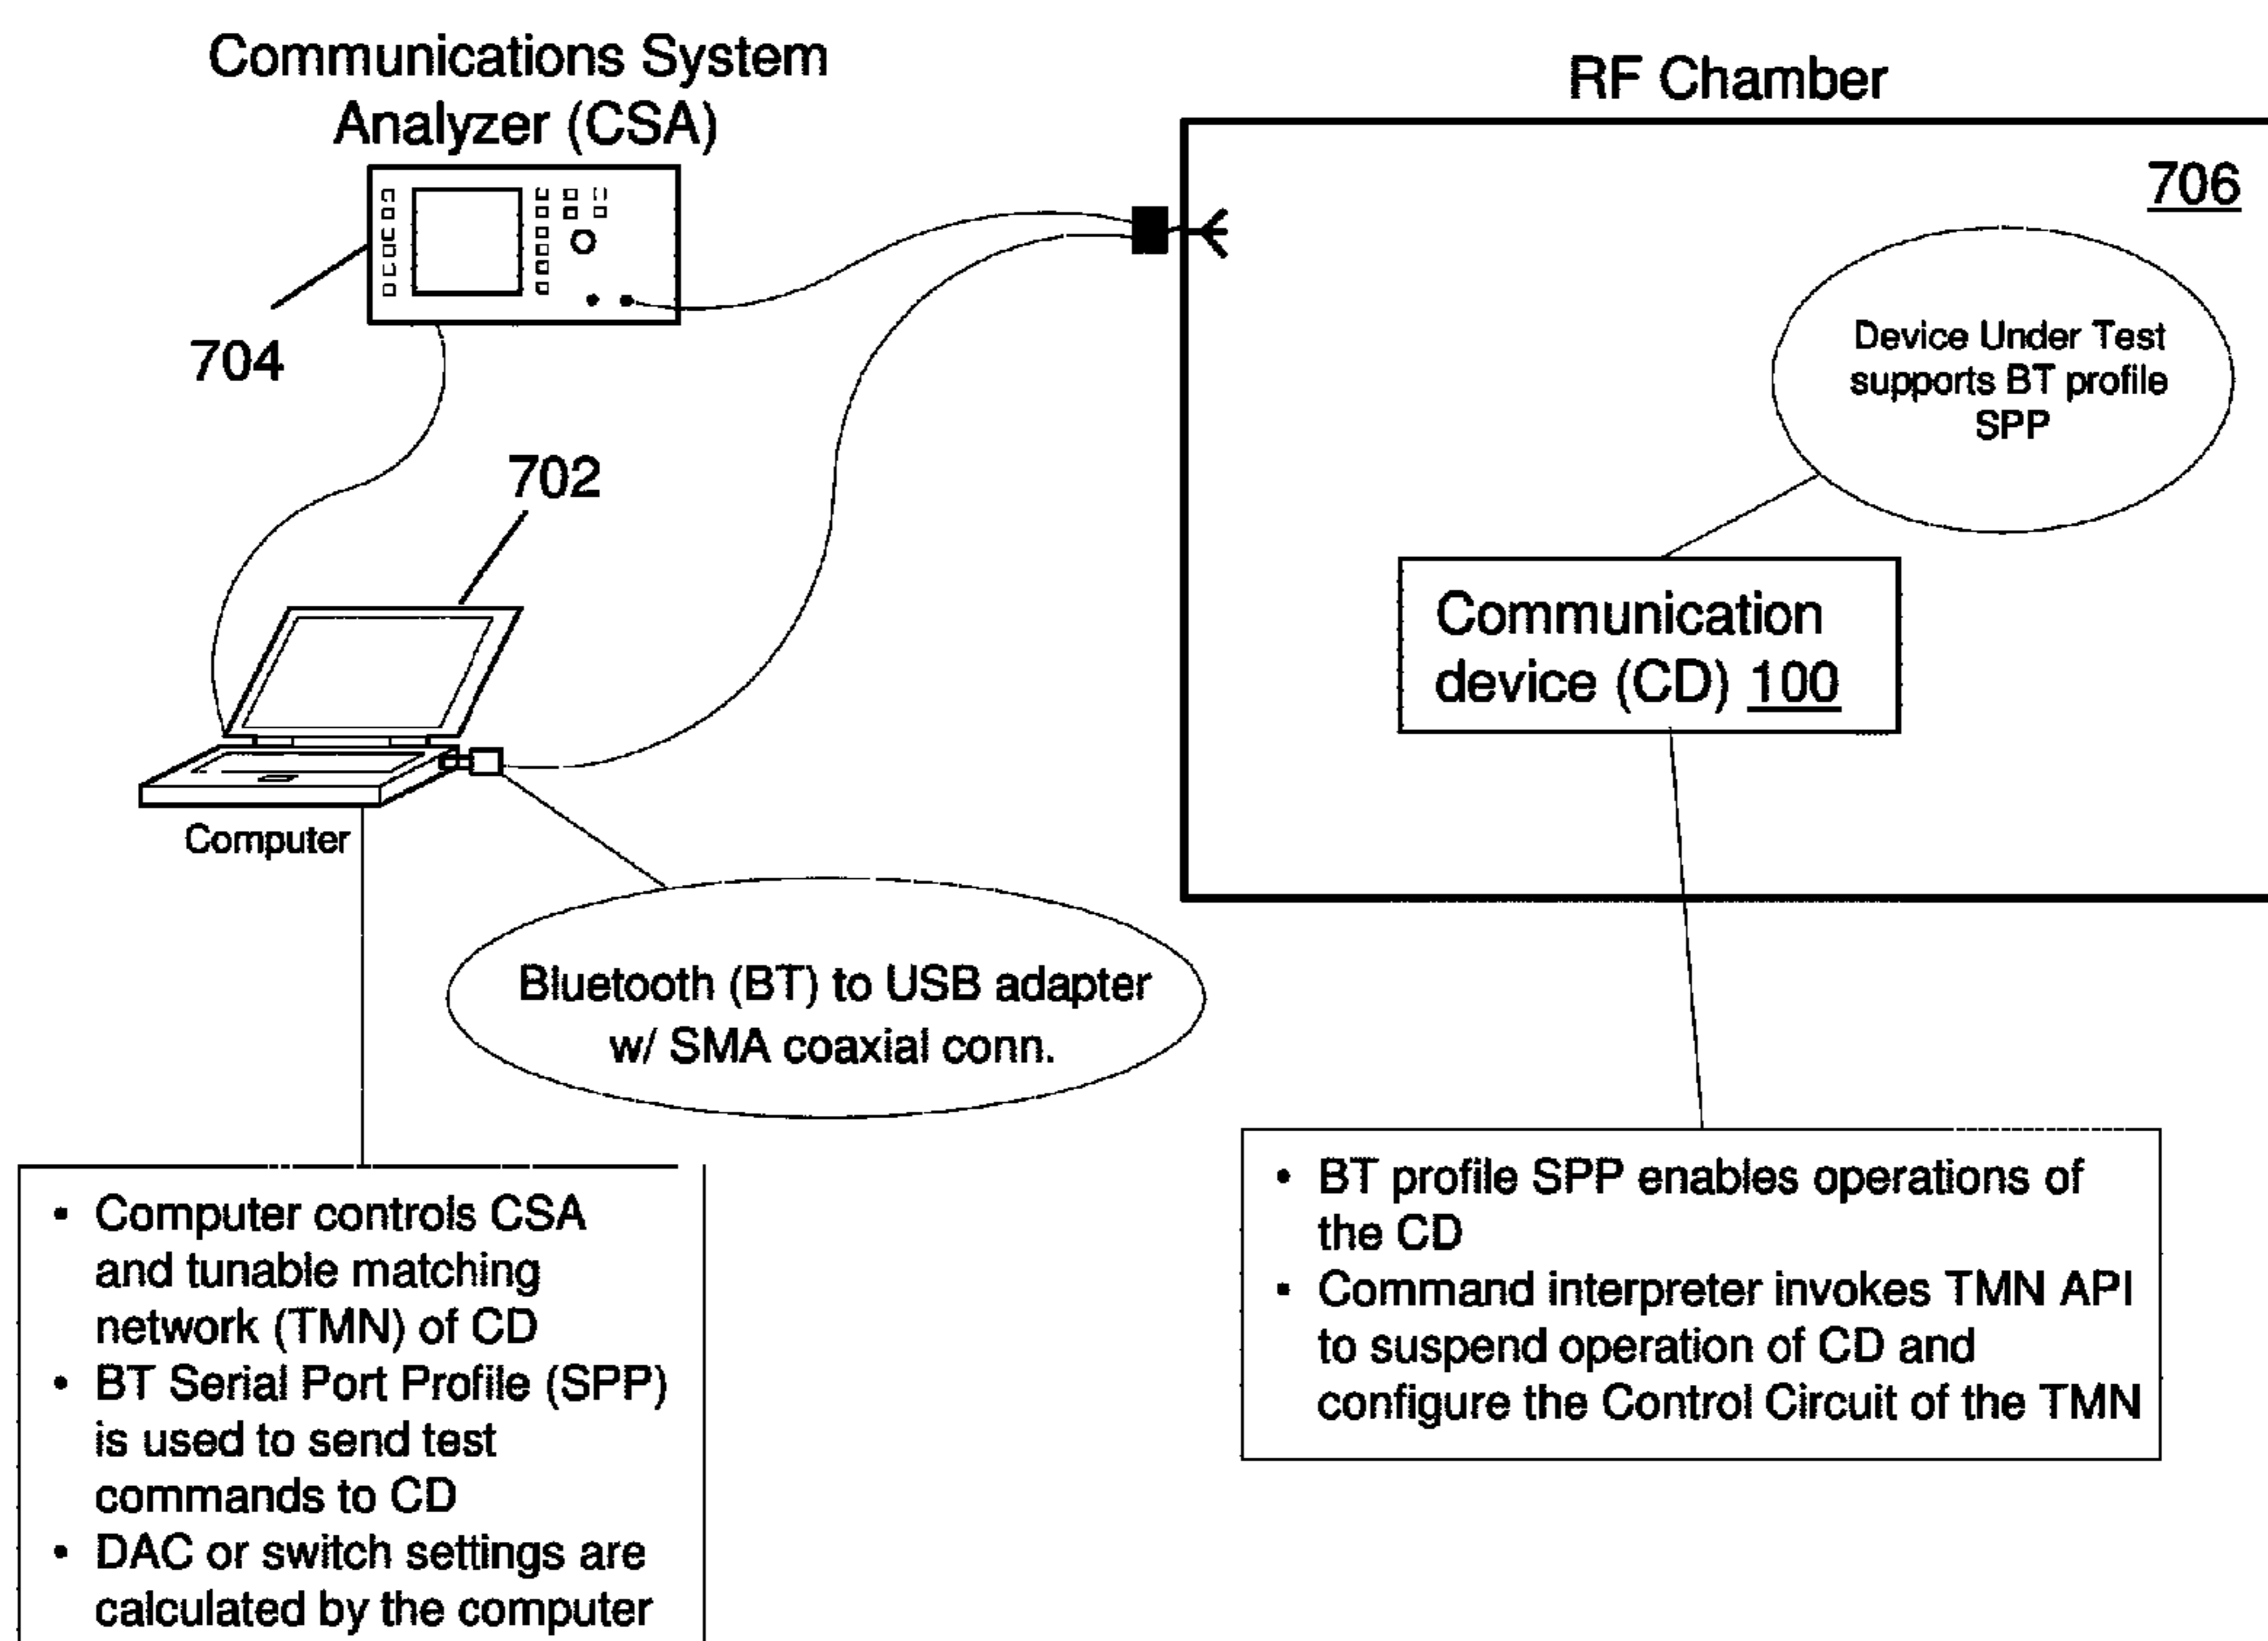 Communications System
Analyzer (CSA)
704
702
Computer
RF Chamber
706
Device Under Test
supports BT profile
SPP
Communication
device (CD) 100
Bluetooth (BT) to USB adapter
w/ SMA coaxial conn.
• Computer controls CSA
and tunable matching
network (TMN) of CD
• BT Serial Port Profile (SPP)
is used to send test
commands to CD
• DAC or switch settings are
calculated by the computer
• BT profile SPP enables operations of
the CD
• Command interpreter invokes TMN API
to suspend operation of CD and
configure the Control Circuit of the TMN